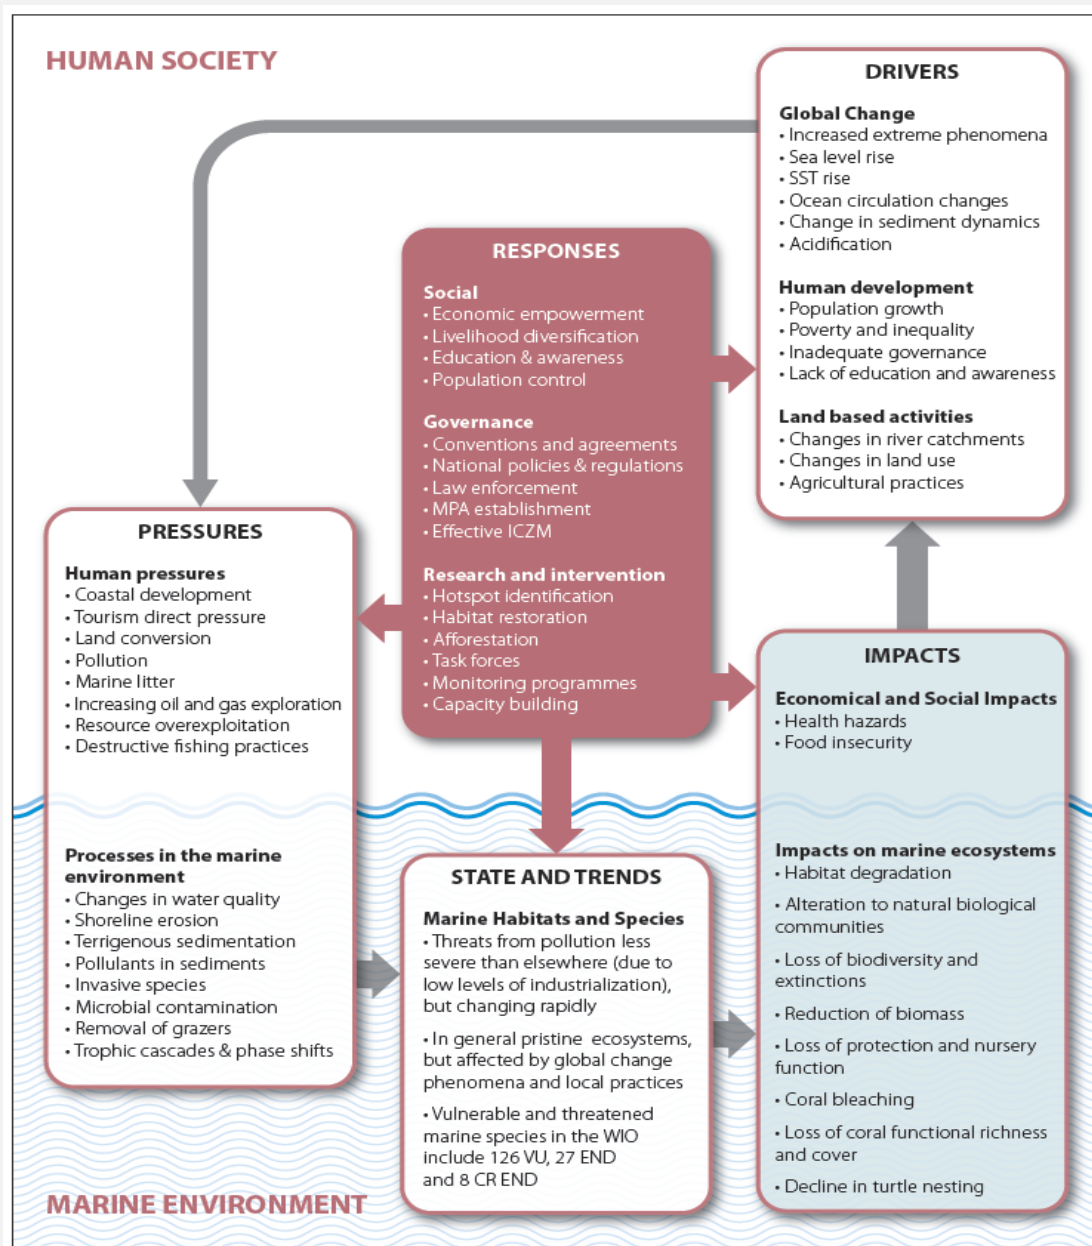 HUMAN SOCIETY
DRIVERS
Global Change
• Increased extreme phenomena
• Sea level rise
• SST rise
• Ocean circulation changes
• Change in sediment dynamics
• Acidification
Human development
• Population growth
• Poverty and inequality
• Inadequate governance
• Lack of education and awareness
Land based activities
• Changes in river catchments
• Changes in land use
• Agricultural practices
RESPONSES
Social
• Economic empowerment
• Livelihood diversification
• Education & awareness
• Population control
Governance
• Conventions and agreements
• National policies & regulations
• Law enforcement
• MPA establishment
• Effective ICZM
Research and intervention
• Hotspot identification
• Habitat restoration
• Afforestation
• Task forces
• Monitoring programmes
• Capacity building
PRESSURES
Human pressures
• Coastal development
• Tourism direct pressure
• Land conversion
• Pollution
• Marine litter
• Increasing oil and gas exploration
• Resource overexploitation
• Destructive fishing practices
Processes in the marine
environment
• Changes in water quality
• Shoreline erosion
• Terrigenous sedimentation
• Pollutants in sediments
• Invasive species
• Microbial contamination
• Removal of grazers
• Trophic cascades & phase shifts
STATE AND TRENDS
Marine Habitats and Species
• Threats from pollution less
severe than elsewhere (due to
low levels of industrialization),
but changing rapidly
• In general pristine ecosystems,
but affected by global change
phenomena and local practices
• Vulnerable and threatened
marine species in the WIO
include 126 VU, 27 END
and 8 CR END
IMPACTS
Economical and Social Impacts
• Health hazards
• Food insecurity
Impacts on marine ecosystems
• Habitat degradation
• Alteration to natural biological
communities
• Loss of biodiversity and
extinctions
• Reduction of biomass
• Loss of protection and nursery
function
• Coral bleaching
• Loss of coral functional richness
and cover
• Decline in turtle nesting
MARINE ENVIRONMENT